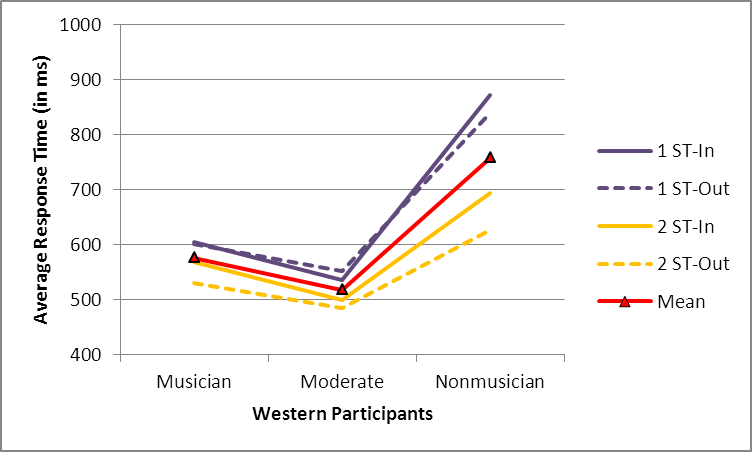 1000
900
800
700
600
500
400
Average Response Time (in ms)
Musician
Moderate
Nonmusician
Western Participants
1 ST-In
1 ST-Out
2 ST-In
2 ST-Out
Mean